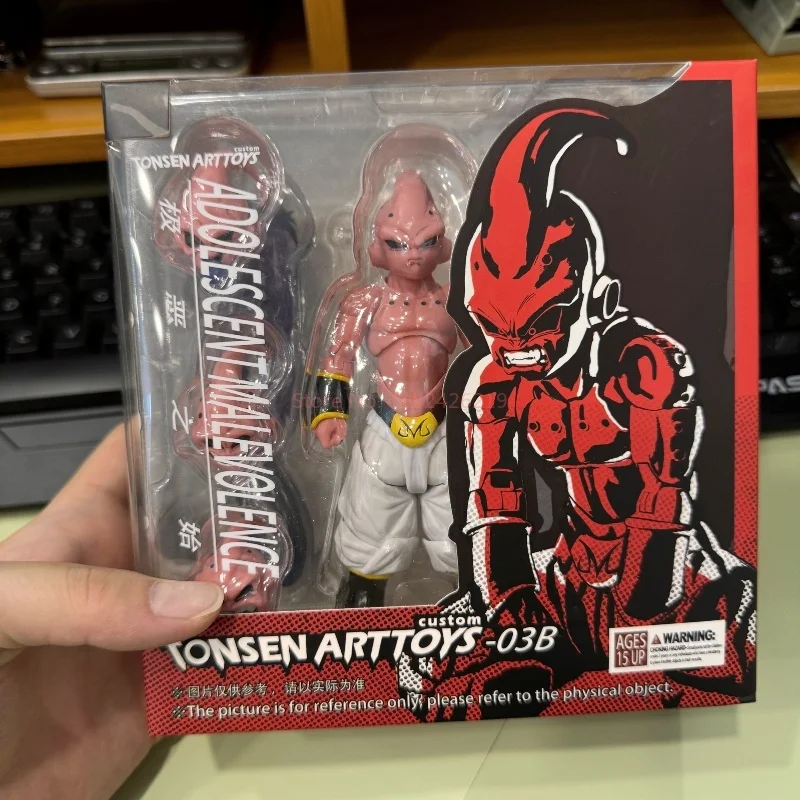 custom
TONSEN ARTTOYS
ADOLESCENT MALEVOLENCE
极恶之始
custom
TONSEN ARTTOYS -03B
AGES
15 UP
WARNING:
※图片仅供参考，请以实际为准
※The picture is for reference only, please refer to the physical object.